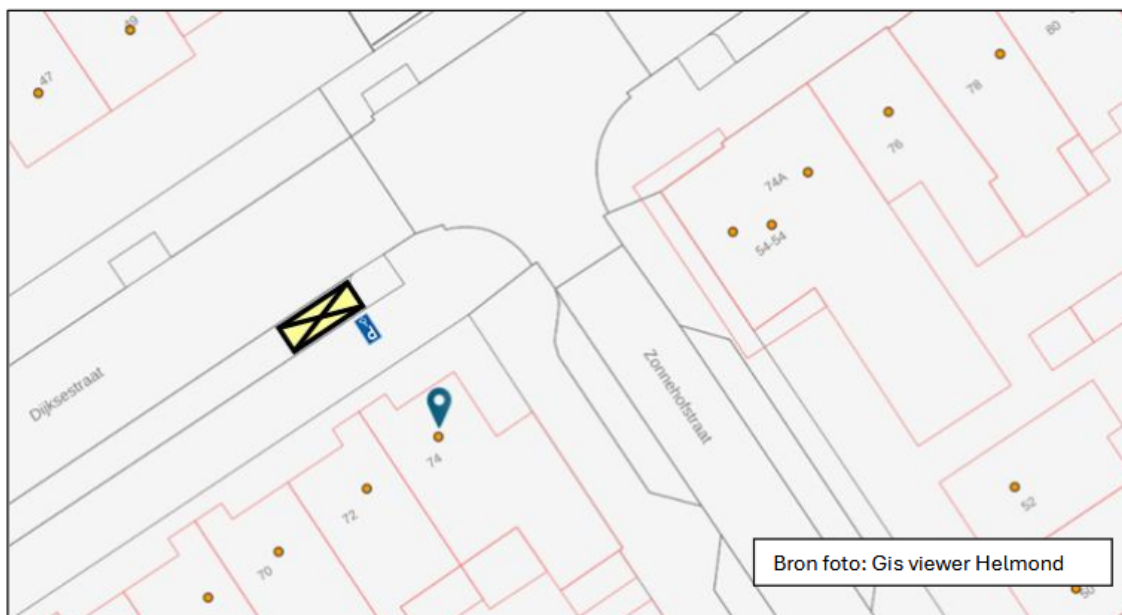 49
47
80
78
76
74A
54-54
Dijksestraat
P
Zonnehofstraat
74
72
70
52
50
Bron foto: Gis viewer Helmond